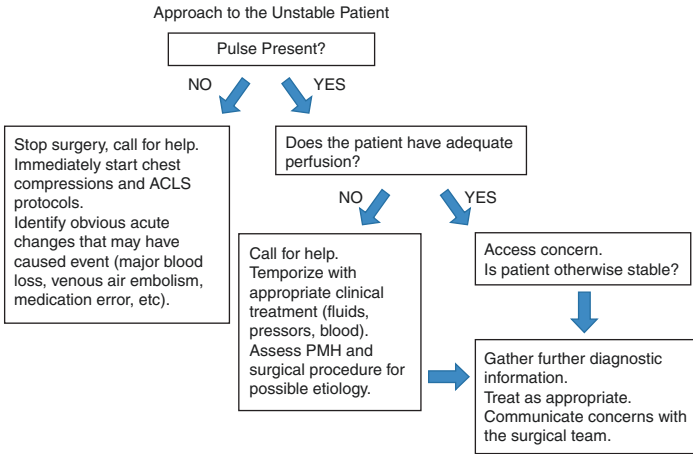 Approach to the Unstable Patient
Pulse Present?
NO
YES
Stop surgery, call for help.
Immediately start chest
compressions and ACLS
protocols.
Identify obvious acute
changes that may have
caused event (major blood
loss, venous air embolism,
medication error, etc).
Does the patient have adequate
perfusion?
NO
YES
Call for help.
Temporize with
appropriate clinical
treatment (fluids,
pressors, blood).
Assess PMH and
surgical procedure for
possible etiology.
Access concern.
Is patient otherwise stable?
Gather further diagnostic
information.
Treat as appropriate.
Communicate concerns with
the surgical team.